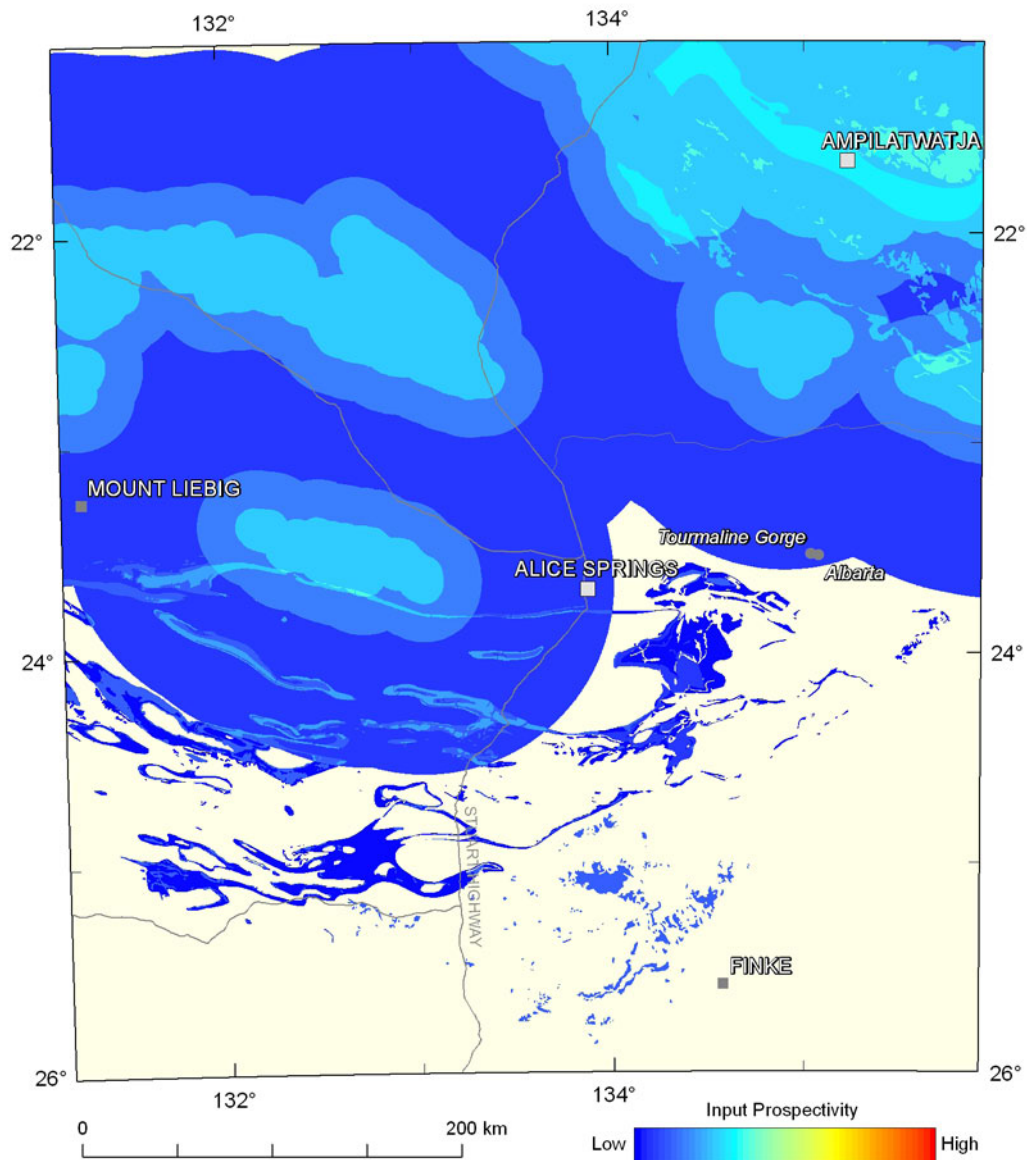 132° 134°
AMPILATWATJA
22° 22°
MOUNT LIEBIG
Tourmaline Gorge
ALICE SPRINGS
Albarta
24° 24°
STUART HIGHWAY
FINKE
26° 26°
132° 134°
0 200 km
Input Prospectivity
Low High